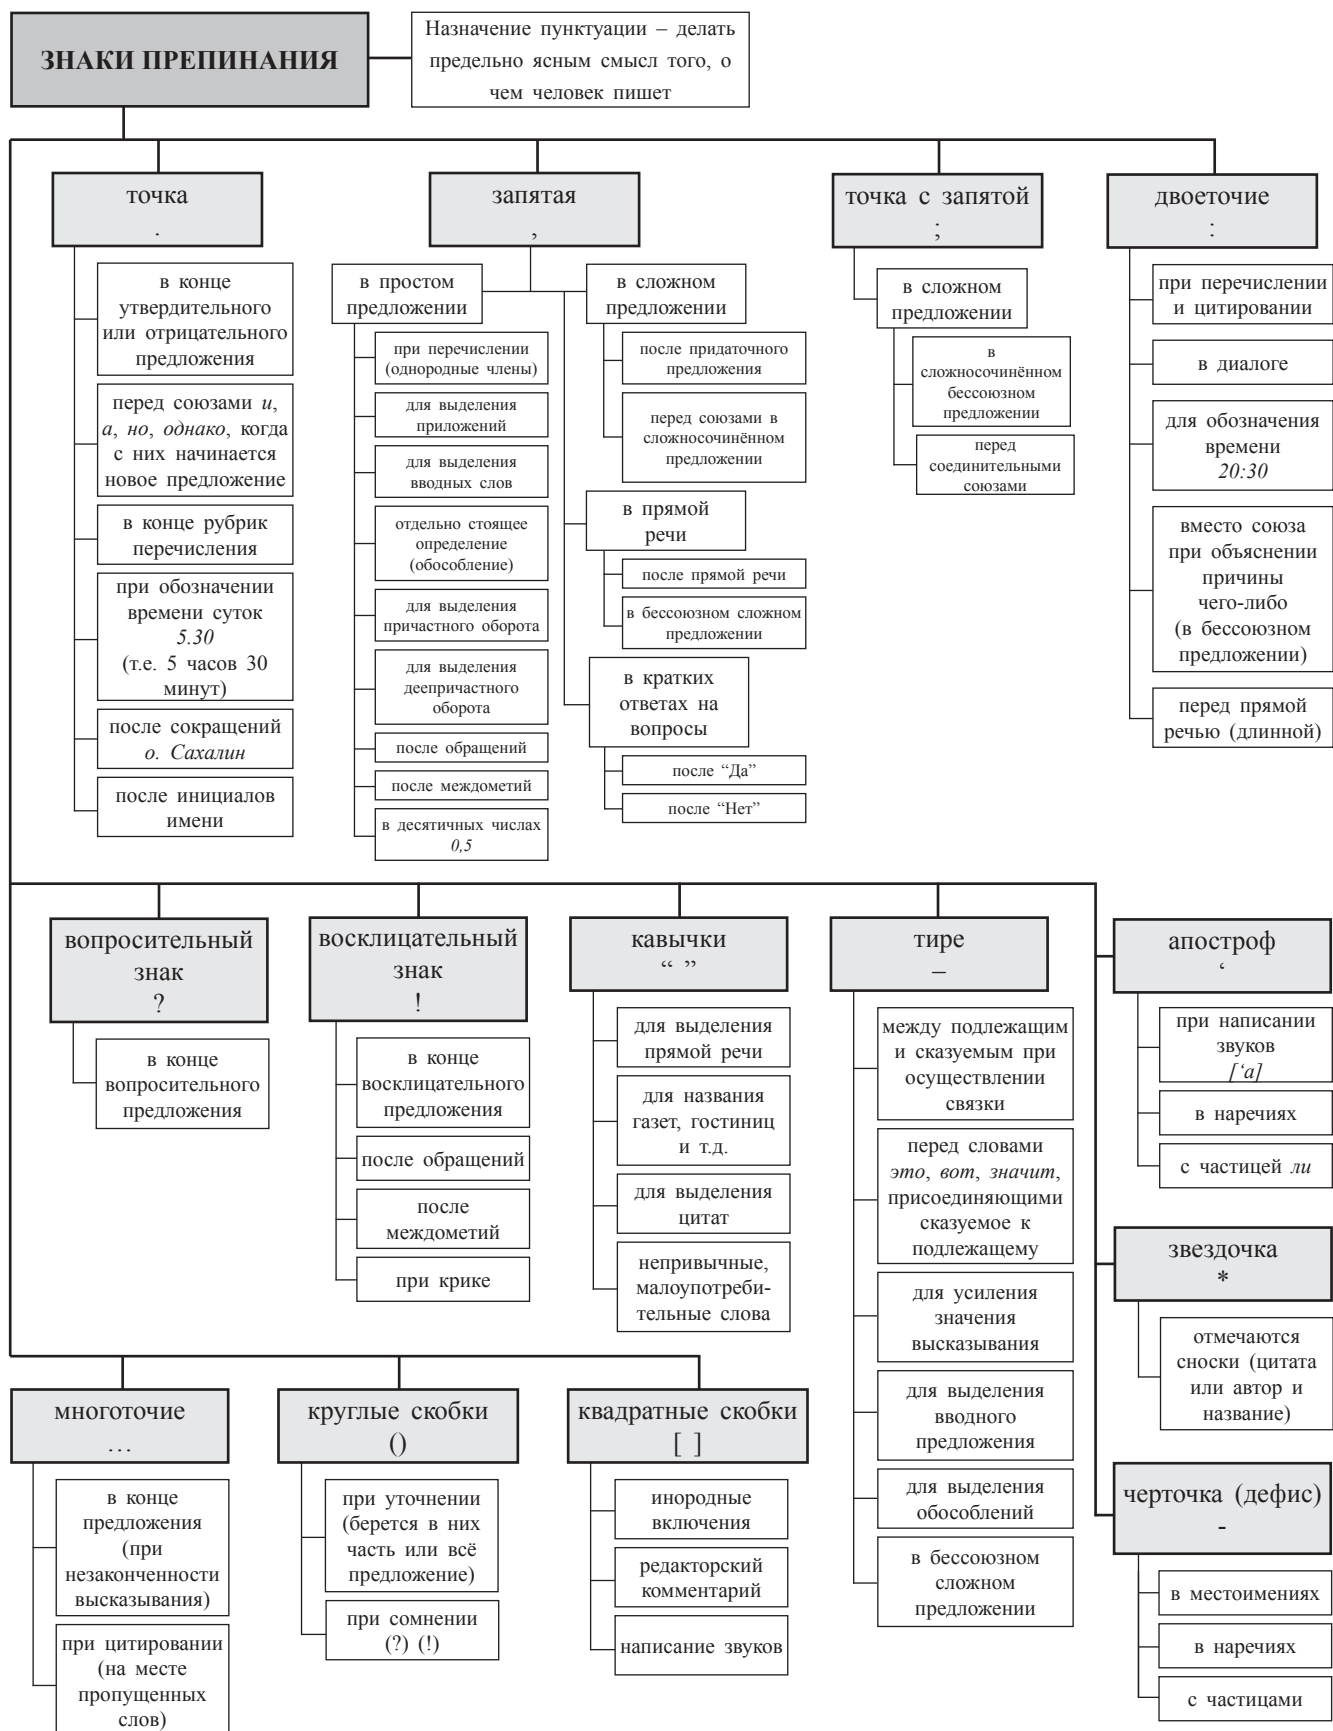 ЗНАКИ ПРЕПИНАНИЯ
Назначение пунктуации – делать
предельно ясным смысл того, о
чем человек пишет
точка
.
в конце
утвердительного
или отрицательного
предложения
перед союзами и,
а, но, однако, когда
с них начинается
новое предложение
в конце рубрик
перечисления
при обозначении
времени суток
5.30
(т.е. 5 часов 30
минут)
после сокращений
о. Сахалин
после инициалов
имени
запятая
,
в простом
предложении
при перечислении
(однородные члены)
для выделения
приложений
для выделения
вводных слов
отдельно стоящее
определение
(обособление)
для выделения
причастного оборота
для выделения
деепричастного
оборота
после обращений
после междометий
в десятичных числах
0,5
в сложном
предложении
после придаточного
предложения
перед союзами в
сложносочинённом
предложении
в прямой
речи
после прямой речи
в бессоюзном сложном
предложении
в кратких
ответах на
вопросы
после “Да”
после “Нет”
точка с запятой
;
в сложном
предложении
в
сложносочинённом
бессоюзном
предложении
перед
соединительными
союзами
двоеточие
:
при перечислении
и цитировании
в диалоге
для обозначения
времени
20:30
вместо союза
при объяснении
причины
чего-либо
(в бессоюзном
предложении)
перед прямой
речью (длинной)
вопросительный
знак
?
в конце
вопросительного
предложения
восклицательный
знак
!
в конце
восклицательного
предложения
после обращений
после
междометий
при крике
кавычки
“ ”
для выделения
прямой речи
для названия
газет, гостиниц
и т.д.
для выделения
цитат
непривычные,
малоупотреби-
тельные слова
тире
–
между подлежащим
и сказуемым при
осуществлении
связки
перед словами
это, вот, значит,
присоединяющими
сказуемое к
подлежащему
для усиления
значения
высказывания
для выделения
вводного
предложения
для выделения
обособлений
в бессоюзном
сложном
предложении
апостроф
‘
при написании
звуков
[‘а]
в наречиях
с частицей ли
звездочка
*
отмечаются
сноски (цитата
или автор и
название)
черточка (дефис)
-
в местоимениях
в наречиях
с частицами
многоточие
…
в конце
предложения
(при
незаконченности
высказывания)
при цитировании
(на месте
пропущенных
слов)
круглые скобки
()
при уточнении
(берется в них
часть или всё
предложение)
при сомнении
(?) (!)
квадратные скобки
[ ]
инородные
включения
редакторский
комментарий
написание звуков